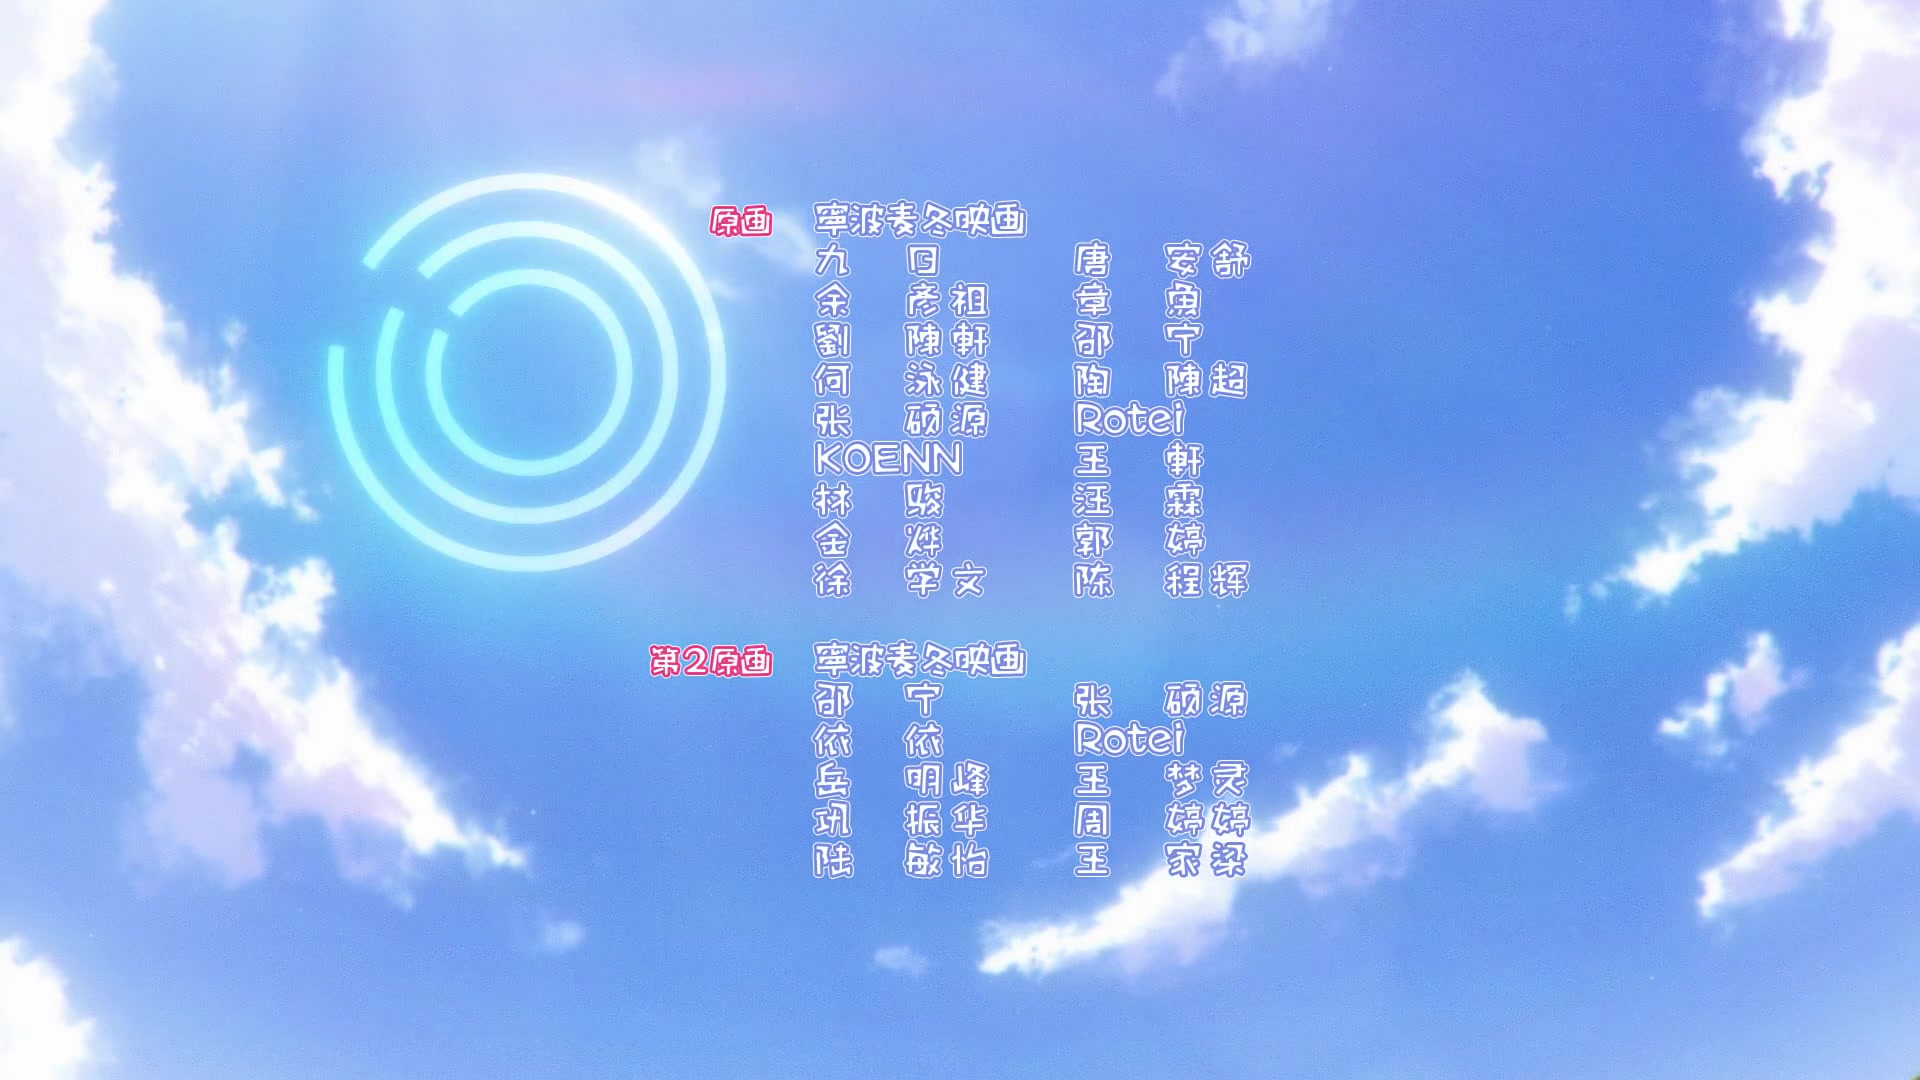 原画 寧波麦冬映画
九 囸 唐 安舒
余 彦祖 章 魚
劉 陳軒 邵 宁
何 泳健 陶 陳超
张 硕源 Rotei
KOENN 王 軒
林 骏 汪 霖
金 烨 郭 婷
徐 学文 陈 程辉
第2原画 寧波麦冬映画
邵 宁 张 硕源
依 依 Rotei
岳 明峰 王 梦灵
巩 振华 周 婷婷
陆 敏怡 王 家梁